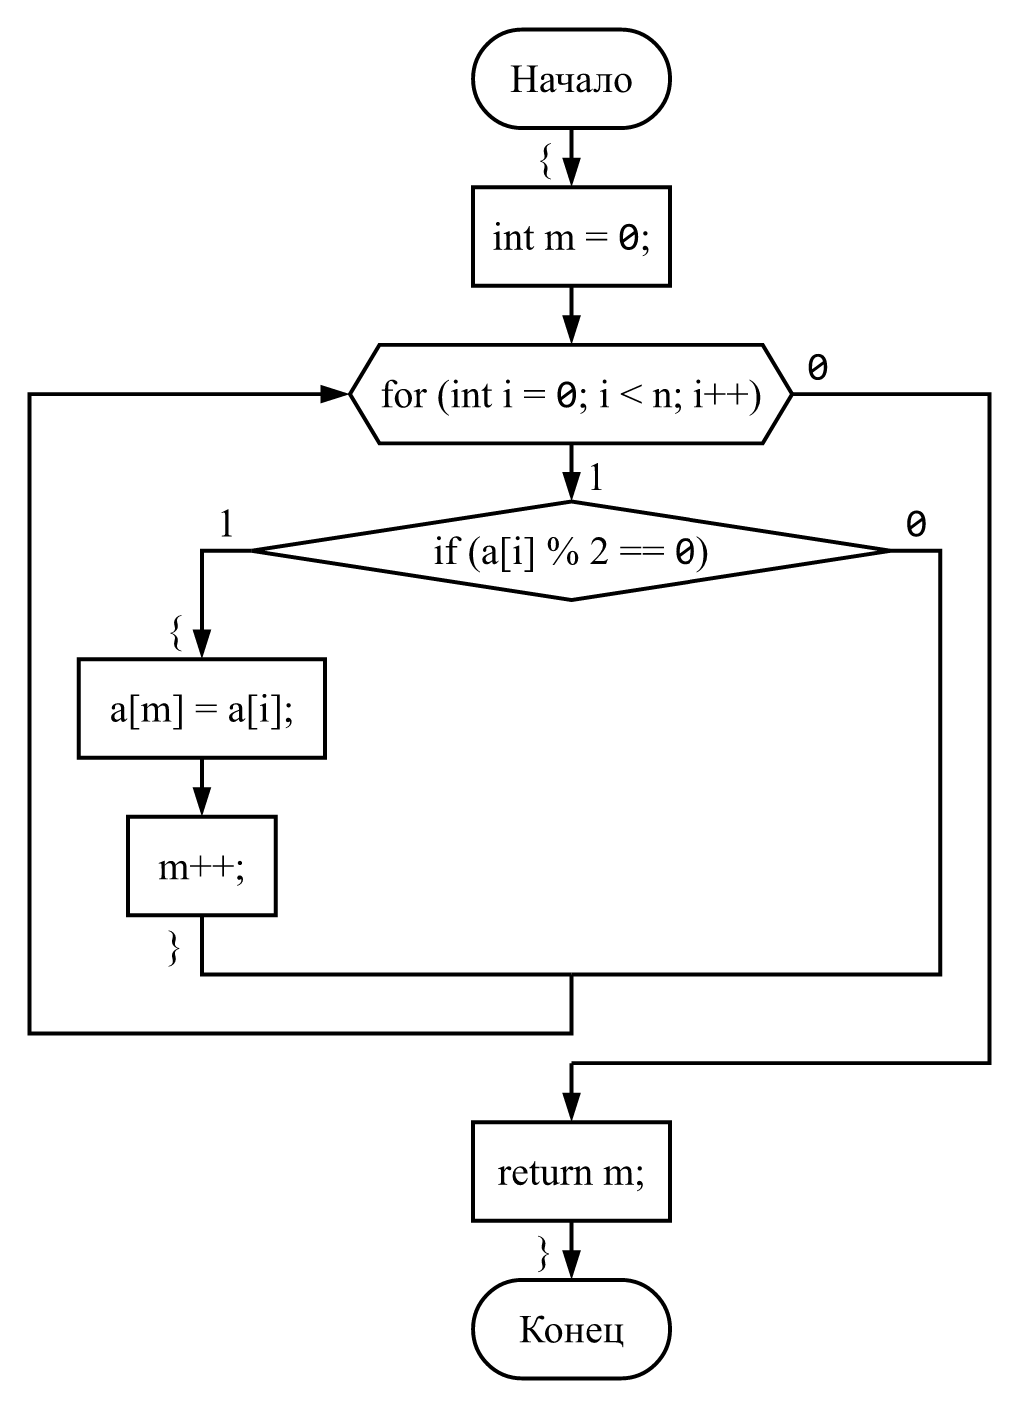 Начало
{
int m = 0;
for (int i = 0; i < n; i++)
0
1
1
if (a[i] % 2 == 0)
0
{
a[m] = a[i];
m++;
}
return m;
}
Конец